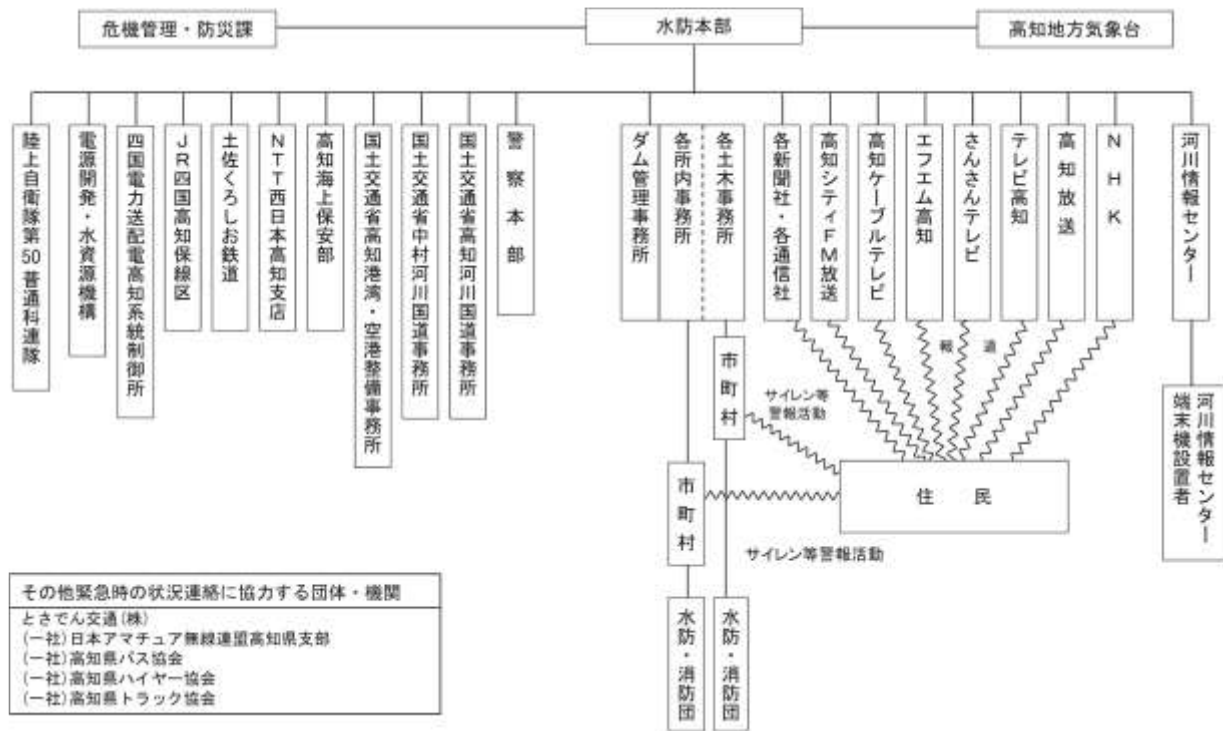 危機管理・防災課
水防本部
高知地方気象台
陸上自衛隊第50普通科連隊
電源開発・水資源機構
四国電力送配電高知系統制御所
JR四国高知保線区
土佐くろしお鉄道
NTT西日本高知支店
高知海上保安部
国土交通省高知港湾・空港整備事務所
国土交通省中村河川国道事務所
国土交通省高知河川国道事務所
警察本部
ダム管理事務所
各所内事務所
各土木事務所
各新聞社・各通信社
高知シティFM放送
高知ケーブルテレビ
エフエム高知
さんさんテレビ
テレビ高知
高知放送
NHK
河川情報センター
報道
市町村
サイレン等
警報活動
河川情報センター
端末機設置者
市町村
住民
サイレン等警報活動
水防・消防団
水防・消防団
その他緊急時の状況連絡に協力する団体・機関
とさでん交通(株)
(一社)日本アマチュア無線連盟高知県支部
(一社)高知県バス協会
(一社)高知県ハイヤー協会
(一社)高知県トラック協会